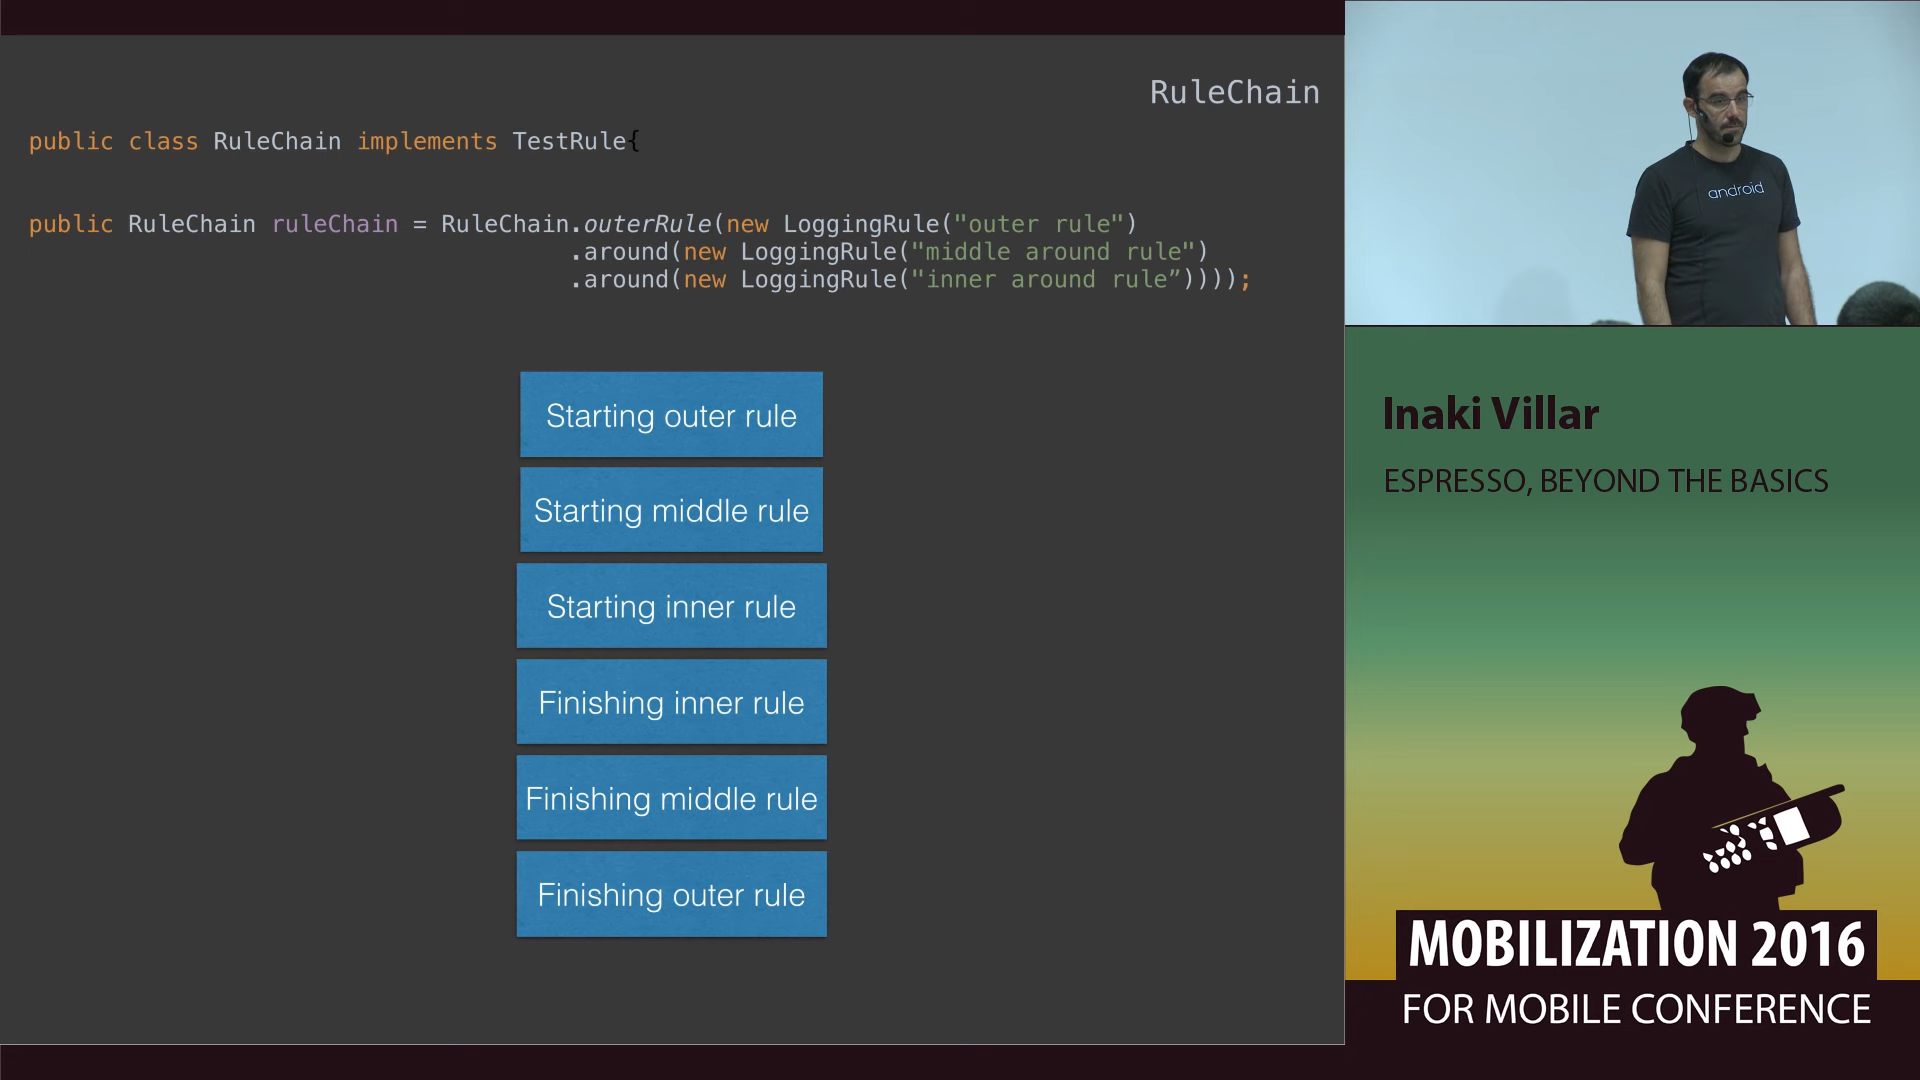 RuleChain
public class RuleChain implements TestRule{
public RuleChain ruleChain = RuleChain.outerRule(new LoggingRule("outer rule")
.around(new LoggingRule("middle around rule")
.around(new LoggingRule("inner around rule”))));
Starting outer rule
Starting middle rule
Starting inner rule
Finishing inner rule
Finishing middle rule
Finishing outer rule
android
Inaki Villar
ESPRESSO, BEYOND THE BASICS
MOBILIZATION 2016
FOR MOBILE CONFERENCE